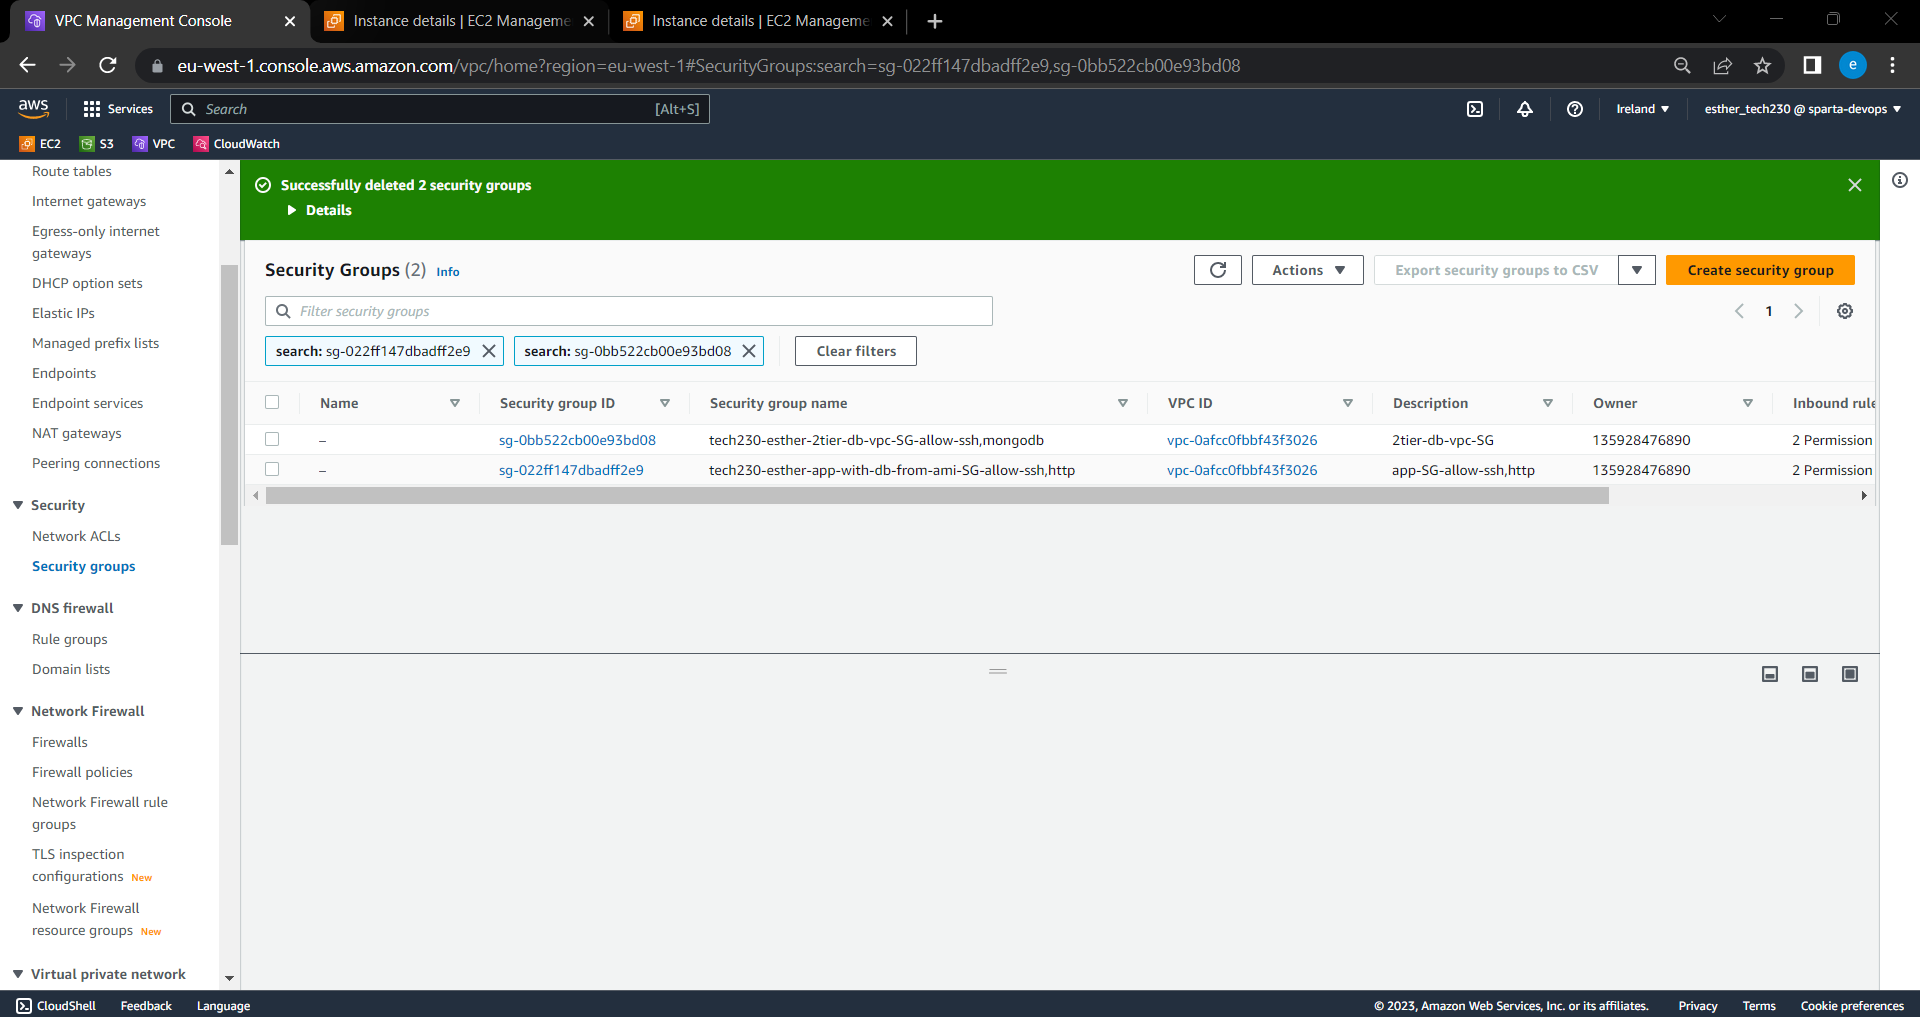 VPC Management Console
Instance details | EC2 Manageme
Instance details | EC2 Manageme
eu-west-1.console.aws.amazon.com/vpc/home?region=eu-west-1#SecurityGroups:search=sg-022ff147dbadff2e9,sg-0bb522cb00e93bd08
e
aws
Services
Search
[Alt+S]
Ireland
esther_tech230 @ sparta-devops
EC2
S3
VPC
CloudWatch
Route tables
Internet gateways
Egress-only internet
gateways
DHCP option sets
Elastic IPs
Managed prefix lists
Endpoints
Endpoint services
NAT gateways
Peering connections
Security
Network ACLs
Security groups
DNS firewall
Rule groups
Domain lists
Network Firewall
Firewalls
Firewall policies
Network Firewall rule
groups
TLS inspection
configurations New
Network Firewall
resource groups New
Virtual private network
Successfully deleted 2 security groups
Details
Security Groups (2) Info
Actions
Export security groups to CSV
Create security group
Filter security groups
1
search: sg-022ff147dbadff2e9
search: sg-0bb522cb00e93bd08
Clear filters
Name Security group ID Security group name VPC ID Description Owner Inbound rule
– sg-0bb522cb00e93bd08 tech230-esther-2tier-db-vpc-SG-allow-ssh,mongodb vpc-0afcc0fbbf43f3026 2tier-db-vpc-SG 135928476890 2 Permission
– sg-022ff147dbadff2e9 tech230-esther-app-with-db-from-ami-SG-allow-ssh,http vpc-0afcc0fbbf43f3026 app-SG-allow-ssh,http 135928476890 2 Permission
CloudShell
Feedback
Language
© 2023, Amazon Web Services, Inc. or its affiliates.
Privacy
Terms
Cookie preferences